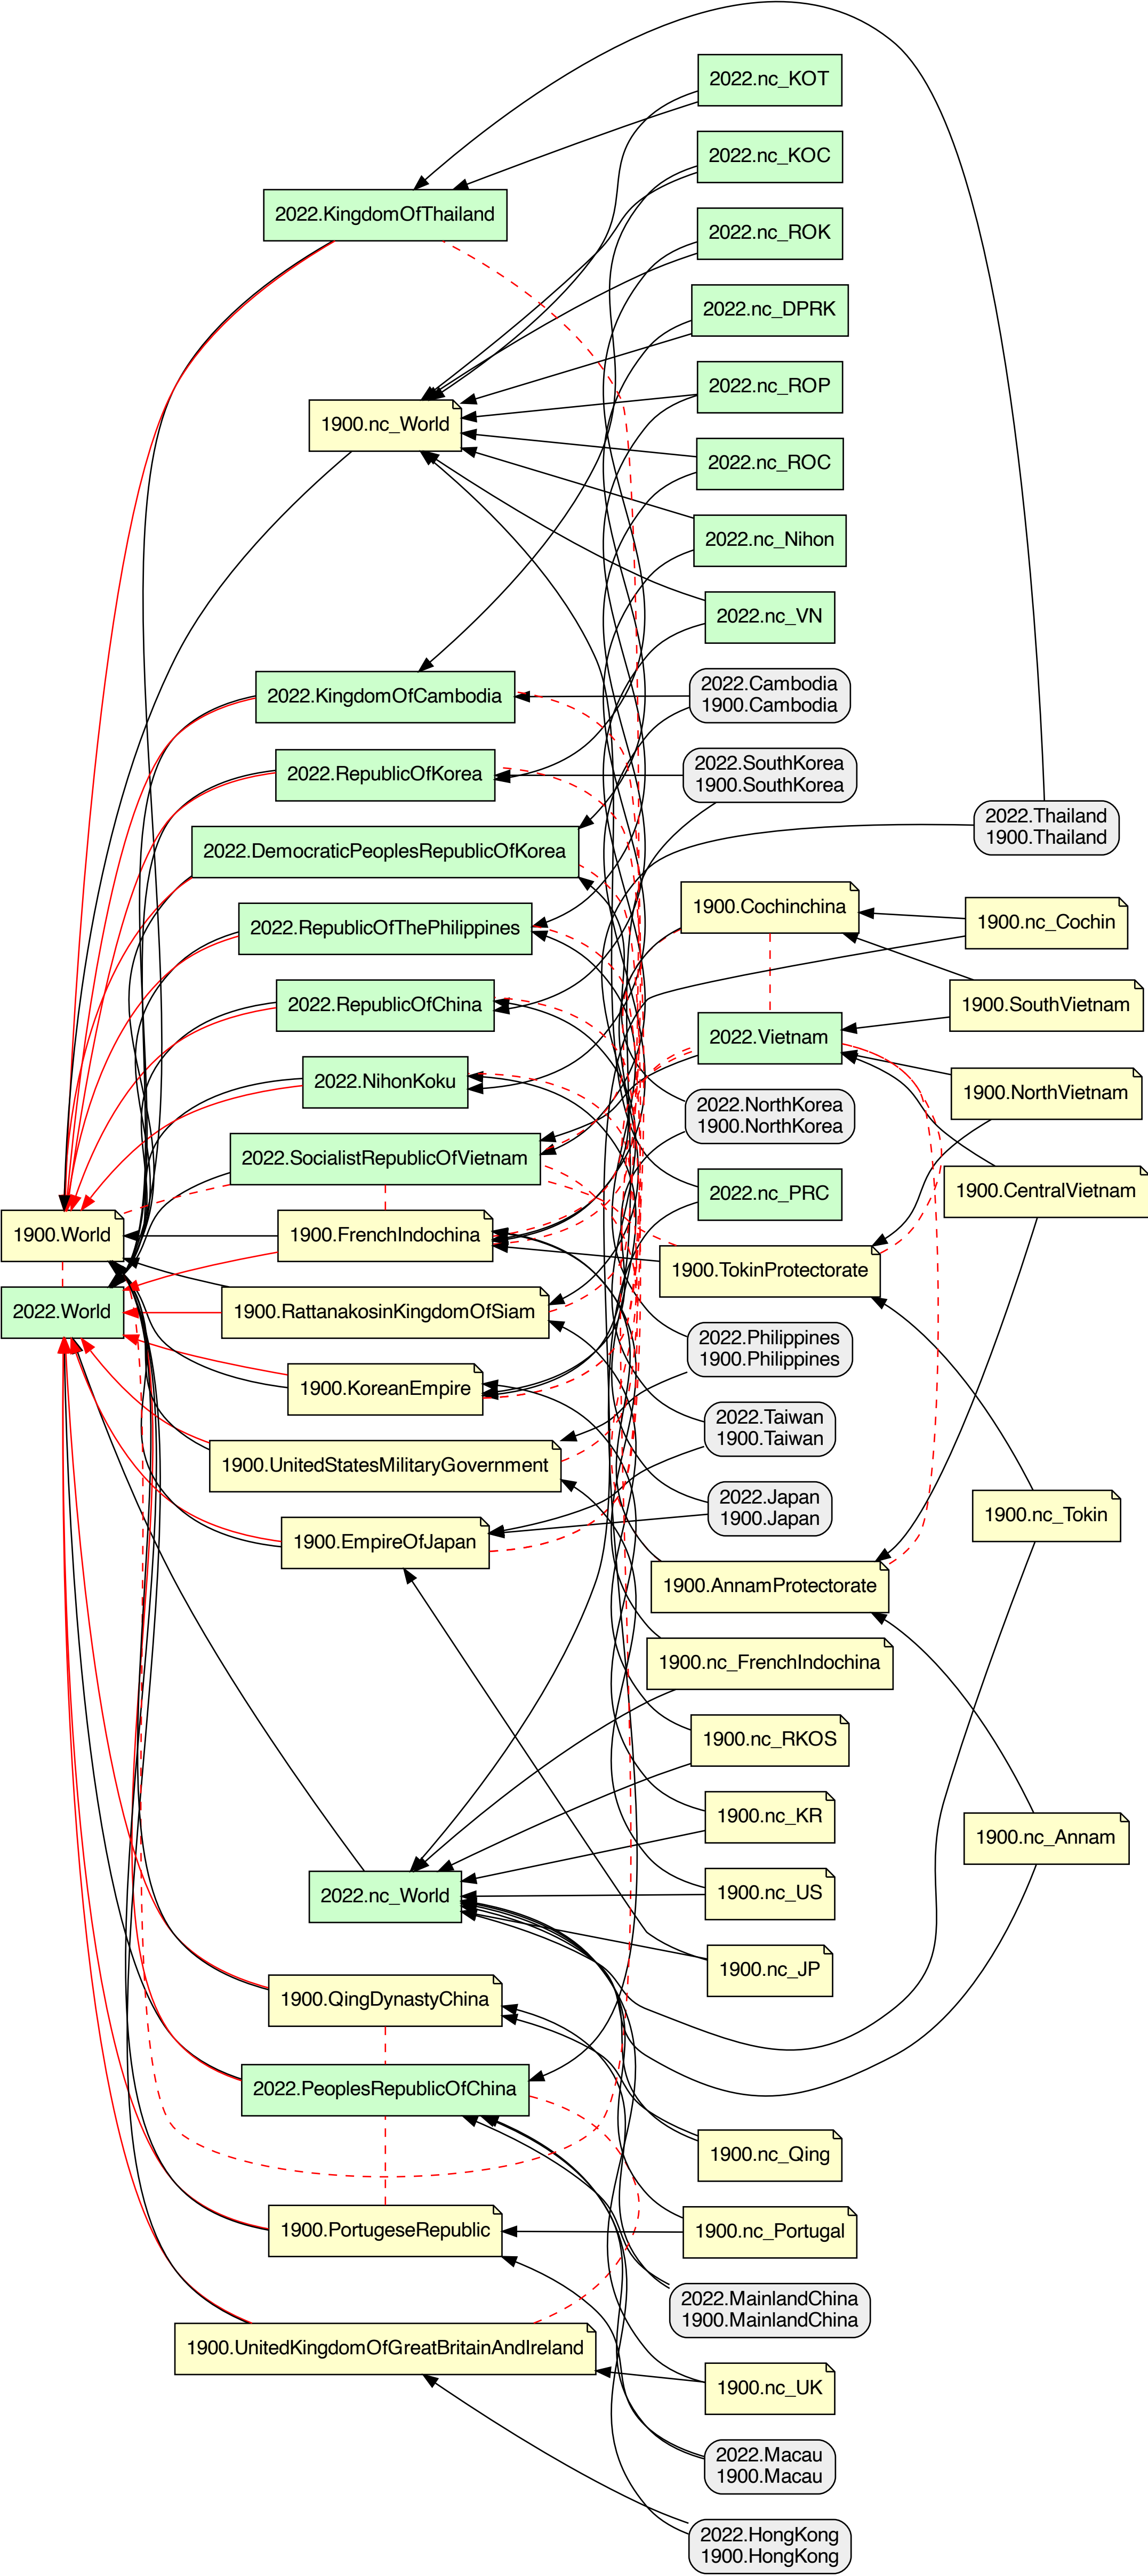 2022.nc_KOT
2022.nc_KOC
2022.KingdomOfThailand
2022.nc_ROK
2022.nc_DPRK
2022.nc_ROP
1900.nc_World
2022.nc_ROC
2022.nc_Nihon
2022.nc_VN
2022.KingdomOfCambodia
2022.Cambodia
1900.Cambodia
2022.RepublicOfKorea
2022.SouthKorea
1900.SouthKorea
2022.Thailand
1900.Thailand
2022.DemocraticPeoplesRepublicOfKorea
1900.Cochinchina
1900.nc_Cochin
2022.RepublicOfThePhilippines
2022.RepublicOfChina
1900.SouthVietnam
2022.Vietnam
2022.NihonKoku
1900.NorthVietnam
2022.NorthKorea
1900.NorthKorea
2022.SocialistRepublicOfVietnam
2022.nc_PRC
1900.CentralVietnam
1900.World
1900.FrenchIndochina
1900.TokinProtectorate
2022.World
1900.RattanakosinKingdomOfSiam
2022.Philippines
1900.Philippines
1900.KoreanEmpire
2022.Taiwan
1900.Taiwan
1900.UnitedStatesMilitaryGovernment
2022.Japan
1900.Japan
1900.nc_Tokin
1900.EmpireOfJapan
1900.AnnamProtectorate
1900.nc_FrenchIndochina
1900.nc_RKOS
1900.nc_KR
1900.nc_Annam
2022.nc_World
1900.nc_US
1900.nc_JP
1900.QingDynastyChina
2022.PeoplesRepublicOfChina
1900.nc_Qing
1900.PortugeseRepublic
1900.nc_Portugal
2022.MainlandChina
1900.MainlandChina
1900.UnitedKingdomOfGreatBritainAndIreland
1900.nc_UK
2022.Macau
1900.Macau
2022.HongKong
1900.HongKong